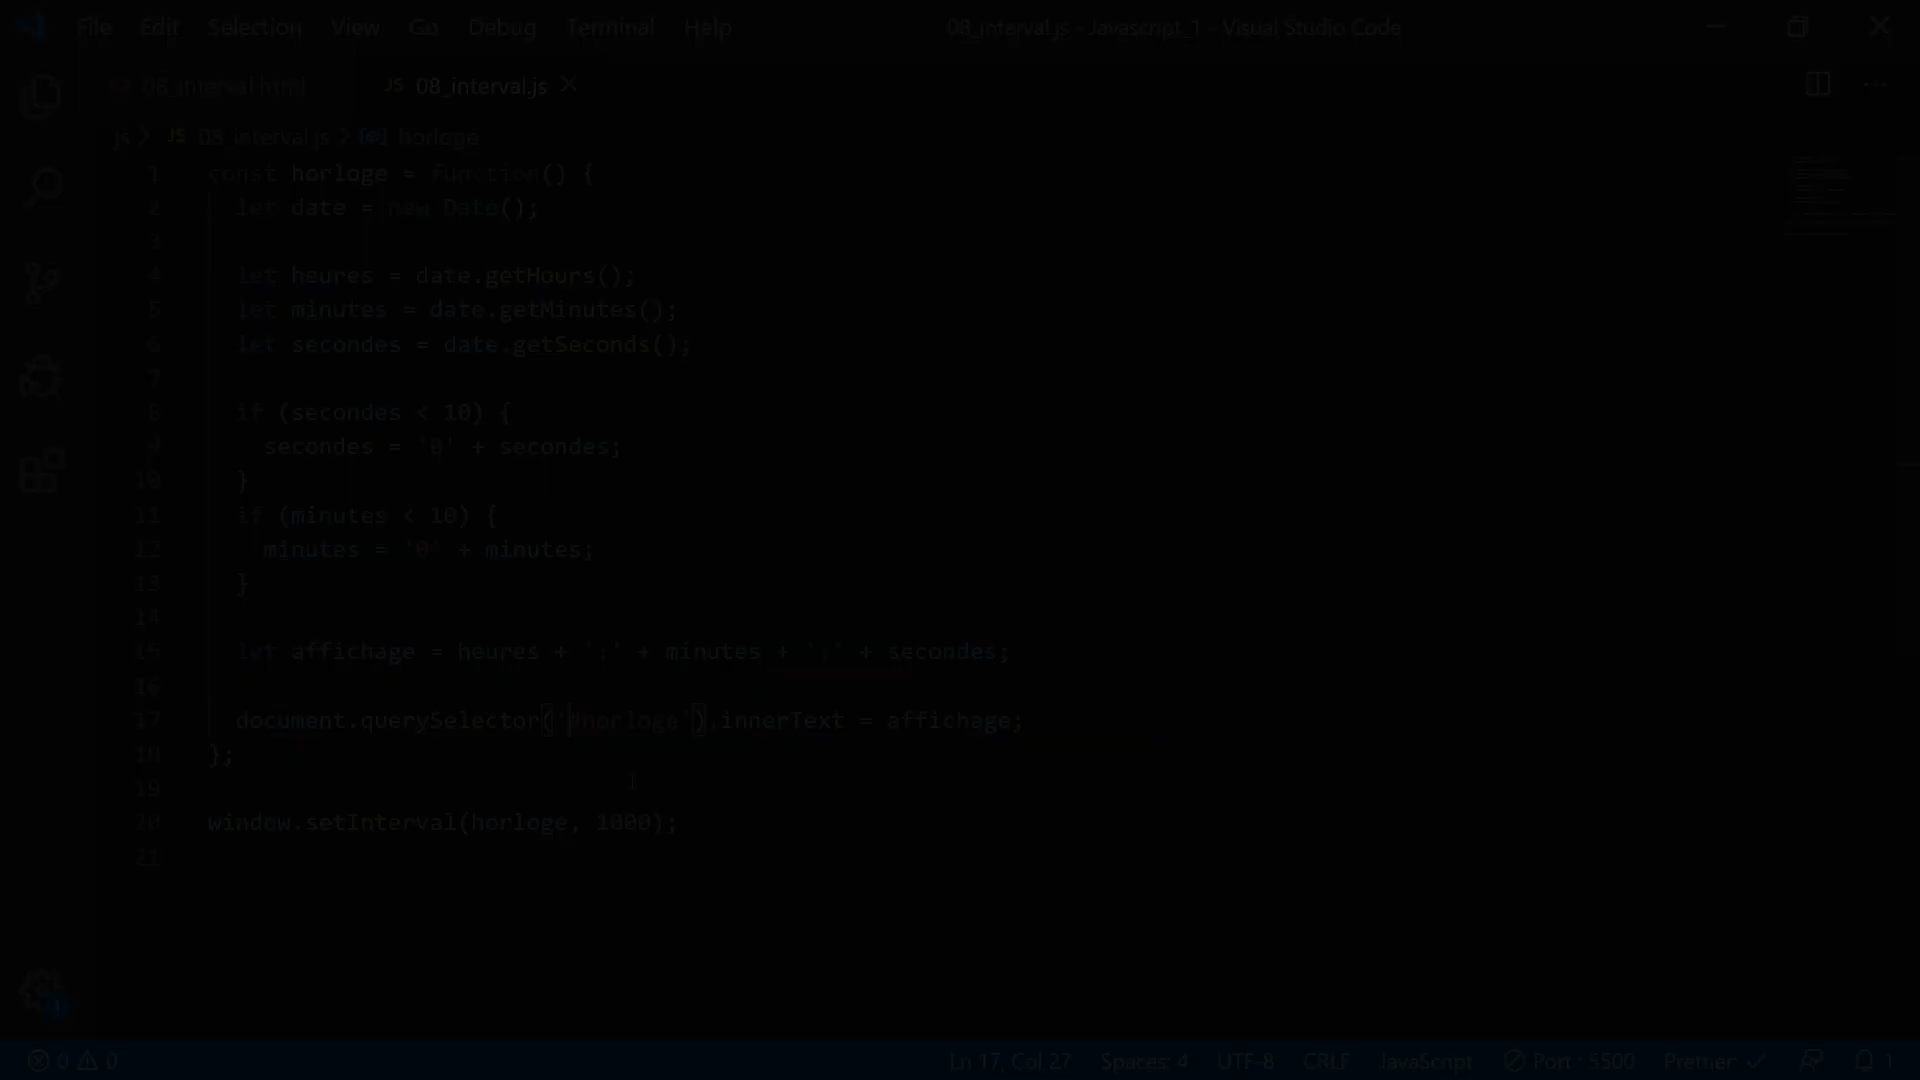 File Edit Selection View Go Debug Terminal Help 08_interval.js - Javascript_1 - Visual Studio Code
08_interval.html JS 08_interval.js
js > JS 08_interval.js > horloge
1 const horloge = function() {
2 let date = new Date();
3
4 let heures = date.getHours();
5 let minutes = date.getMinutes();
6 let secondes = date.getSeconds();
7
8 if (secondes < 10) {
9 secondes = '0' + secondes;
10 }
11 if (minutes < 10) {
12 minutes = '0' + minutes;
13 }
14
15 let affichage = heures + ':' + minutes + ':' + secondes;
16
17 document.querySelector('#horloge').innerText = affichage;
18 };
19
20 window.setInterval(horloge, 1000);
21
0 0 Ln 17, Col 27 Spaces: 4 UTF-8 CRLF JavaScript Port : 5500 Prettier ✓ 1